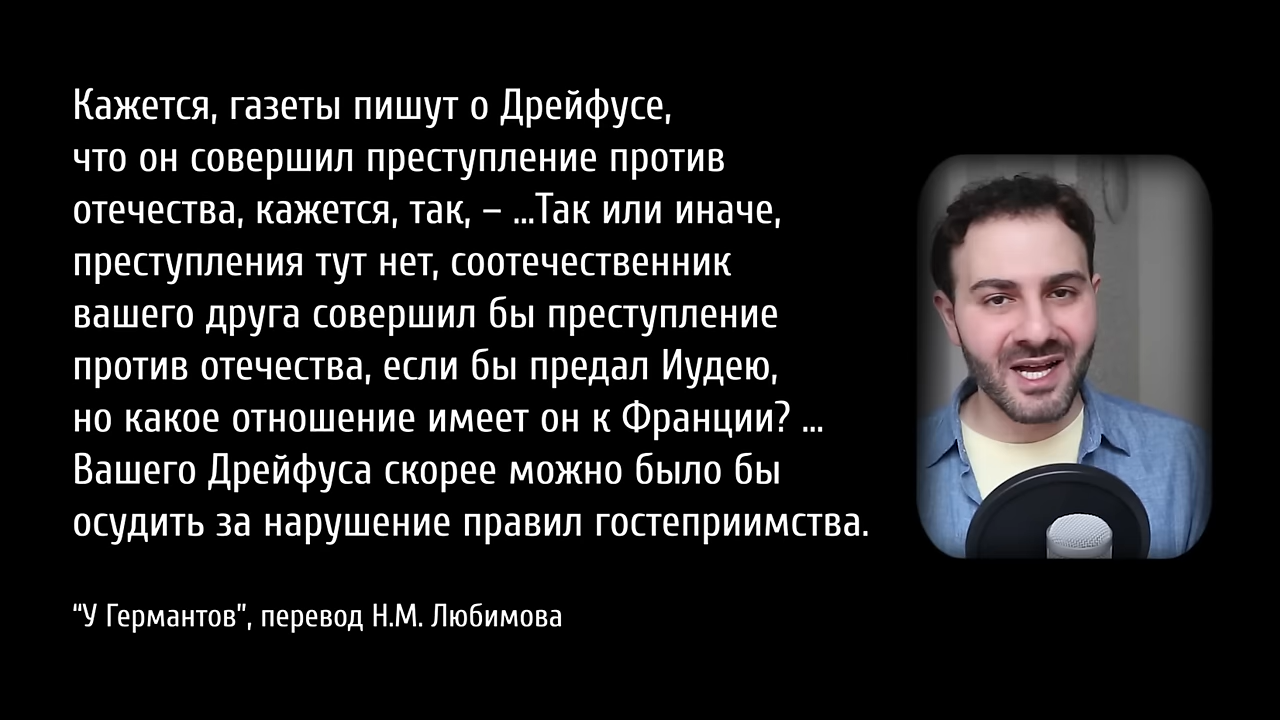 Кажется, газеты пишут о Дрейфусе,
что он совершил преступление против
отечества, кажется, так, – ...Так или иначе,
преступления тут нет, соотечественник
вашего друга совершил бы преступление
против отечества, если бы предал Иудею,
но какое отношение имеет он к Франции? ...
Вашего Дрейфуса скорее можно было бы
осудить за нарушение правил гостеприимства.
“У Германтов”, перевод Н.М. Любимова